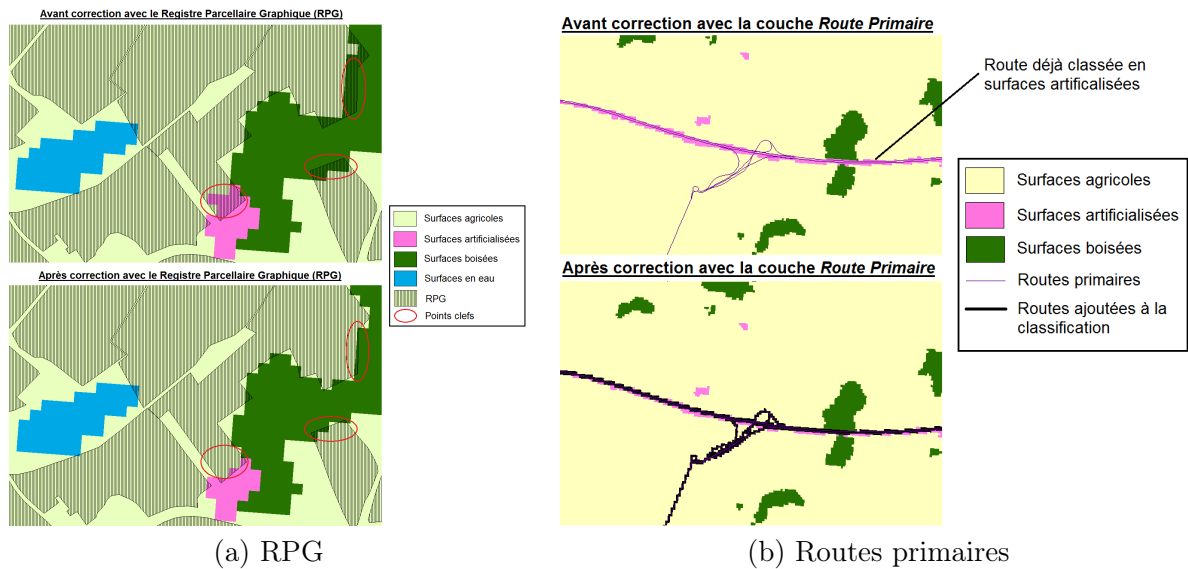 Avant correction avec le Registre Parcellaire Graphique (RPG)
Surfaces agricoles
Surfaces artificialisées
Surfaces boisées
Surfaces en eau
RPG
Points clefs
Après correction avec le Registre Parcellaire Graphique (RPG)
(a) RPG
Avant correction avec la couche Route Primaire
Route déjà classée en
surfaces artificalisées
Surfaces agricoles
Surfaces artificialisées
Surfaces boisées
Routes primaires
Routes ajoutées à la
classification
Après correction avec la couche Route Primaire
(b) Routes primaires